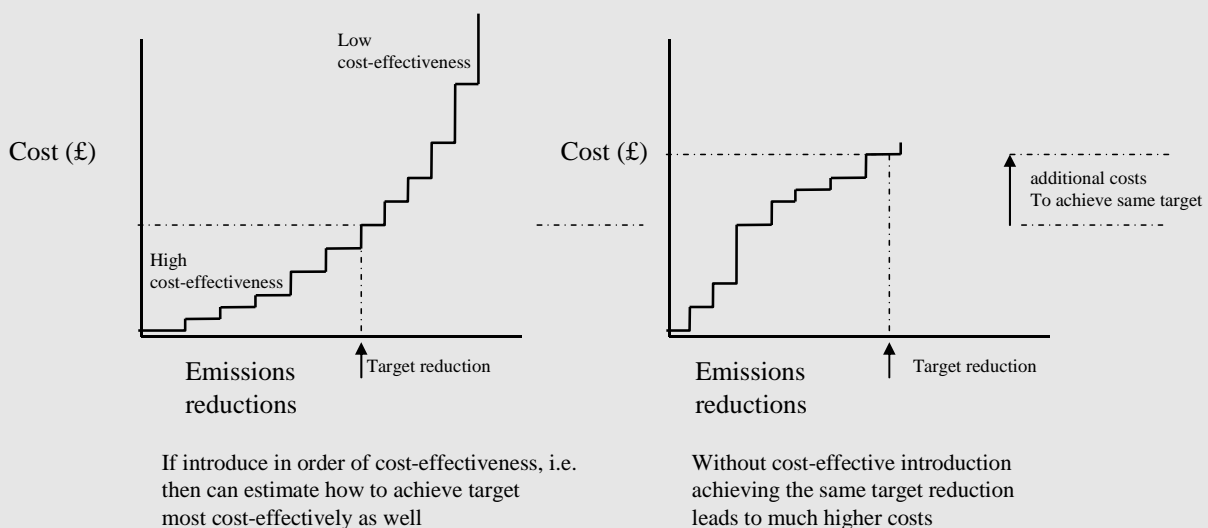 Low
cost-effectiveness
Cost (£)
High
cost-effectiveness
Target reduction
Emissions
reductions
If introduce in order of cost-effectiveness, i.e.
then can estimate how to achieve target
most cost-effectively as well
Cost (£)
additional costs
To achieve same target
Target reduction
Emissions
reductions
Without cost-effective introduction
achieving the same target reduction
leads to much higher costs